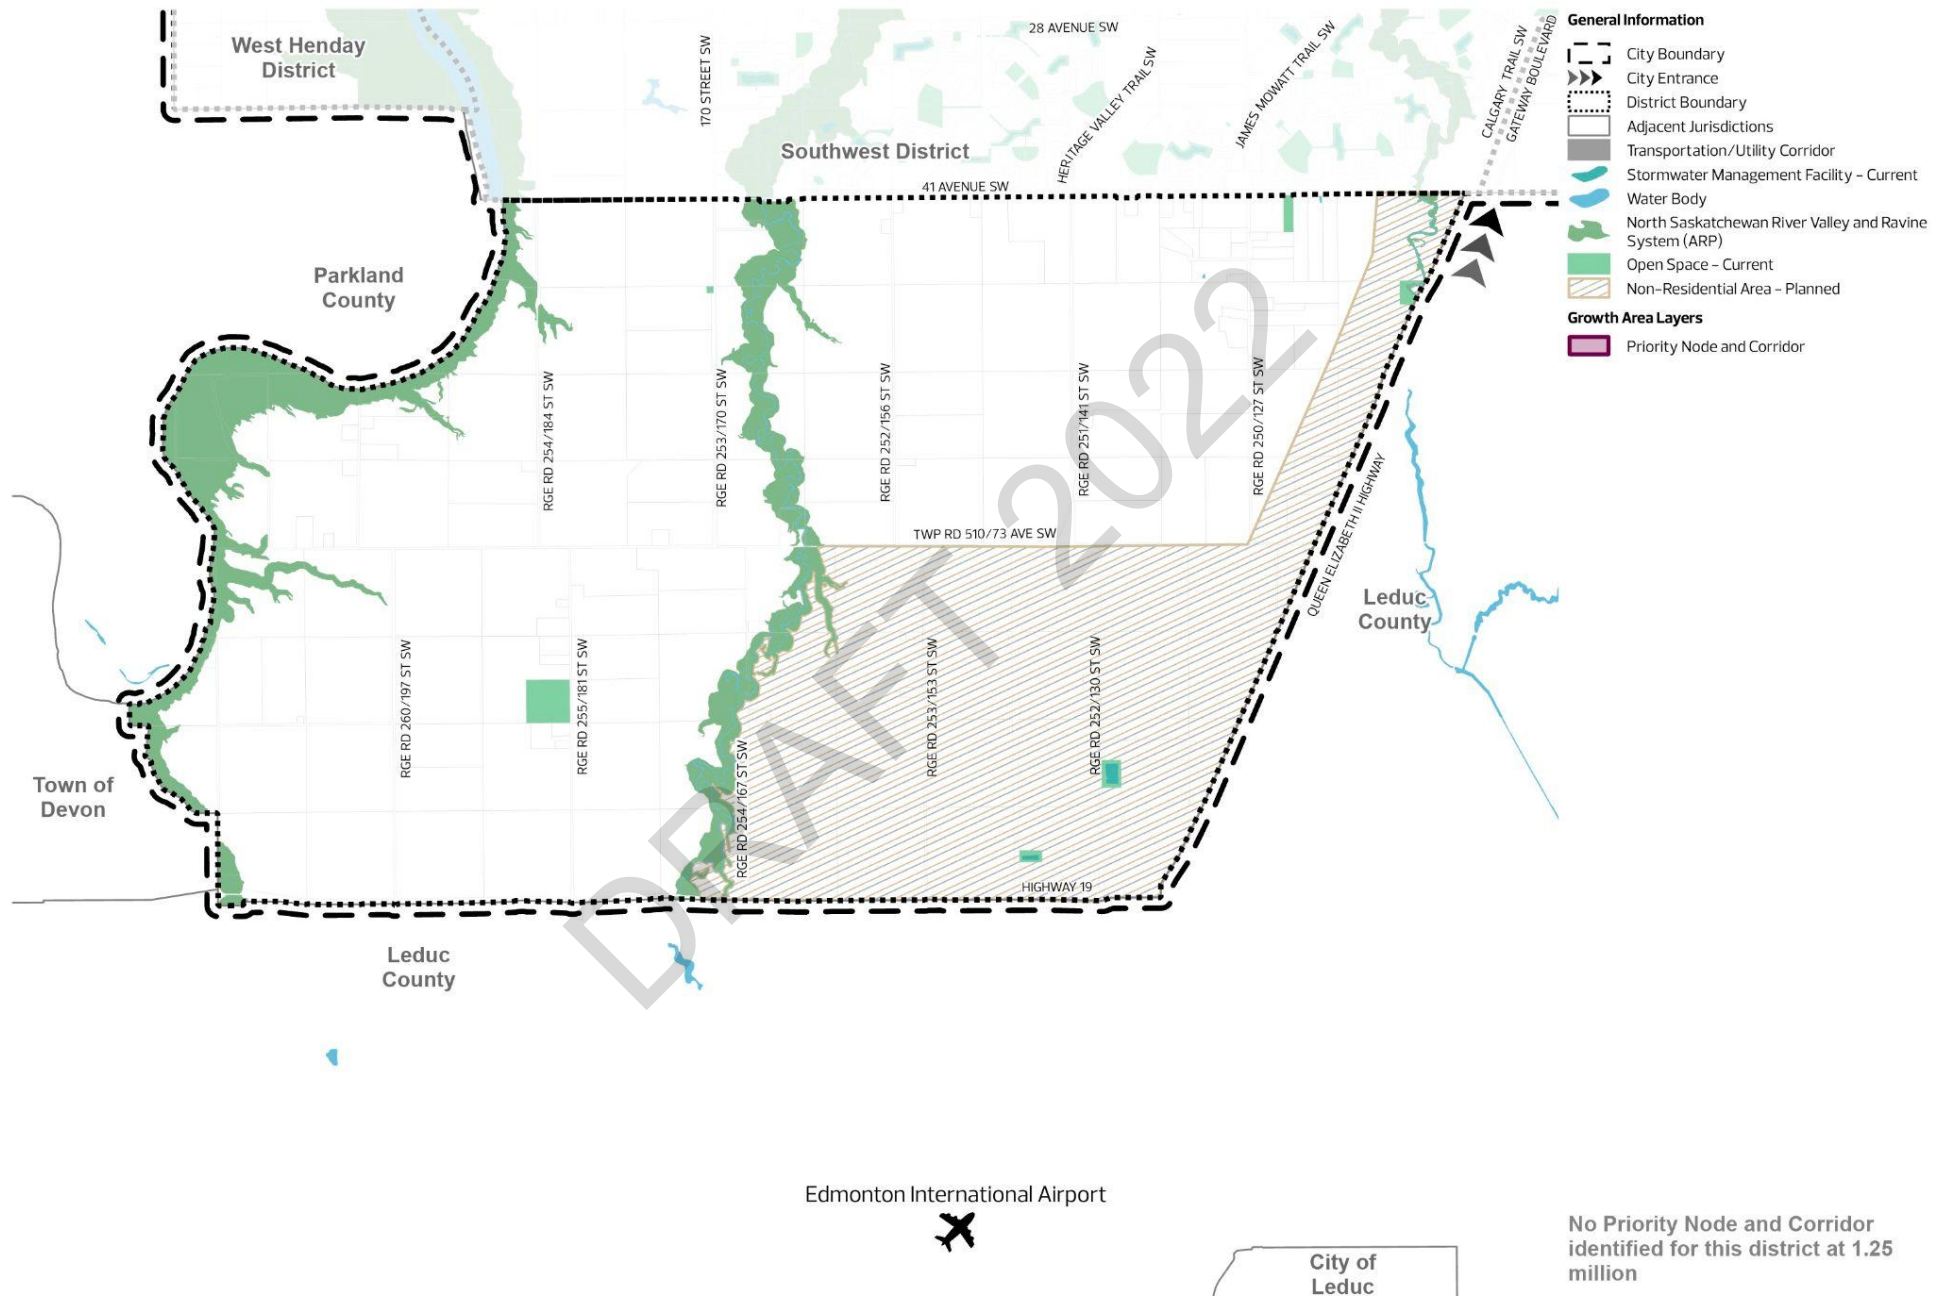 West Henday
District
170 STREET SW
28 AVENUE SW
HERITAGE VALLEY TRAIL SW
JAMES MOWATT TRAIL SW
CALGARY TRAIL SW
GATEWAY BOULEVARD
Southwest District
41 AVENUE SW
Parkland
County
RGE RD 254/184 ST SW
RGE RD 253/170 ST SW
RGE RD 252/156 ST SW
RGE RD 251/141 ST SW
RGE RD 250/127 ST SW
TWP RD 510/73 AVE SW
QUEEN ELIZABETH II HIGHWAY
Leduc
County
RGE RD 260/197 ST SW
RGE RD 255/181 ST SW
RGE RD 254/167 ST SW
RGE RD 253/153 ST SW
RGE RD 252/130 ST SW
Town of
Devon
HIGHWAY 19
Leduc
County
DRAFT 2022
Edmonton International Airport
City of
Leduc
General Information
City Boundary
City Entrance
District Boundary
Adjacent Jurisdictions
Transportation/Utility Corridor
Stormwater Management Facility - Current
Water Body
North Saskatchewan River Valley and Ravine
System (ARP)
Open Space - Current
Non-Residential Area - Planned
Growth Area Layers
Priority Node and Corridor
No Priority Node and Corridor
identified for this district at 1.25
million